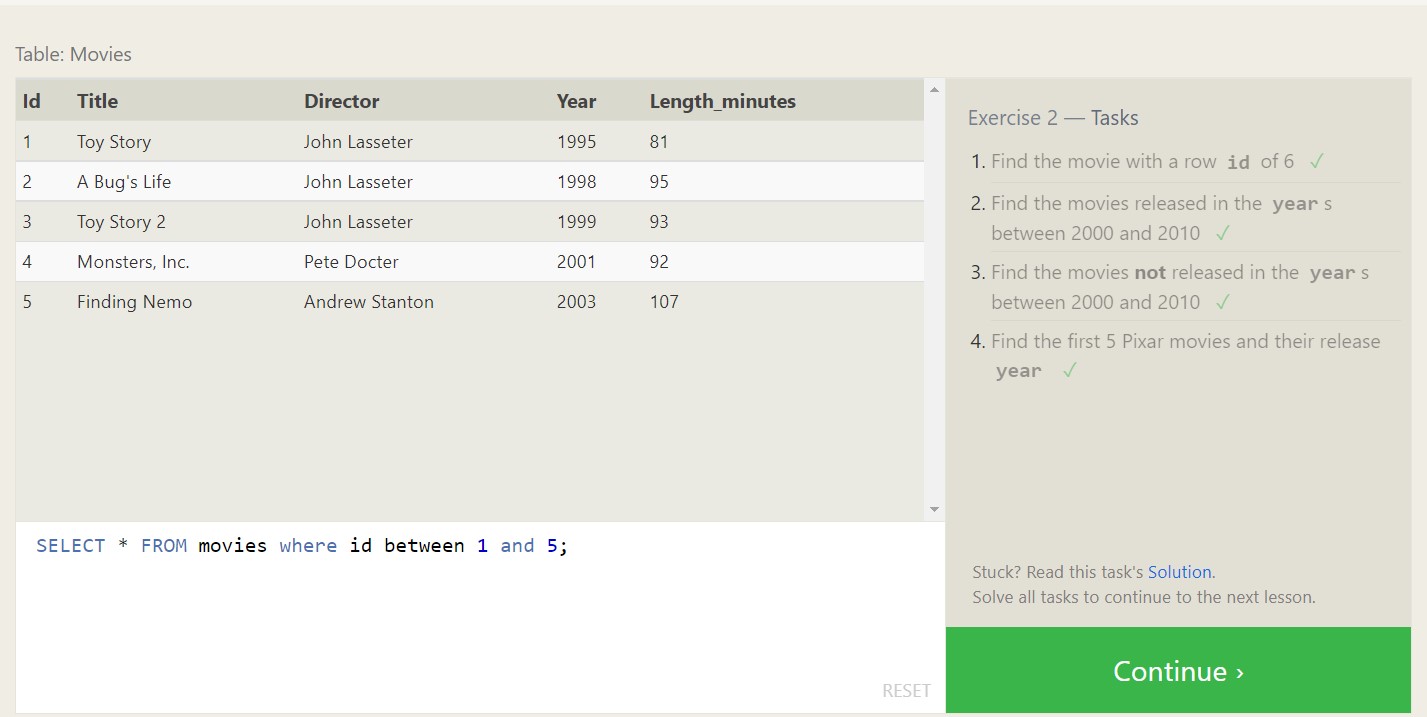 Table: Movies
Id Title Director Year Length_minutes
1 Toy Story John Lasseter 1995 81
2 A Bug's Life John Lasseter 1998 95
3 Toy Story 2 John Lasseter 1999 93
4 Monsters, Inc. Pete Docter 2001 92
5 Finding Nemo Andrew Stanton 2003 107
SELECT * FROM movies where id between 1 and 5;
RESET
Exercise 2 — Tasks
1. Find the movie with a row id of 6 ✓
2. Find the movies released in the year s
between 2000 and 2010 ✓
3. Find the movies not released in the year s
between 2000 and 2010 ✓
4. Find the first 5 Pixar movies and their release
year ✓
Stuck? Read this task's Solution.
Solve all tasks to continue to the next lesson.
Continue ›